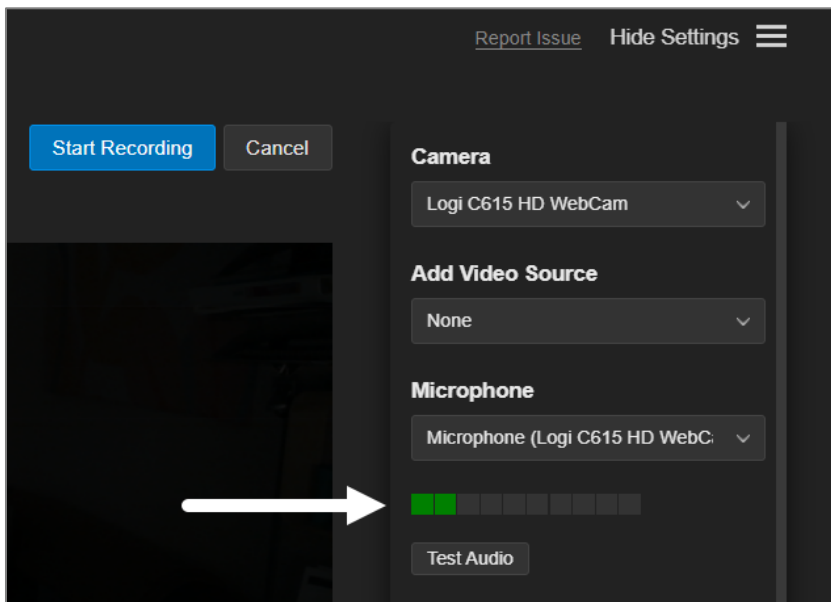 Report Issue Hide Settings
Start Recording Cancel
Camera
Logi C615 HD WebCam
Add Video Source
None
Microphone
Microphone (Logi C615 HD WebC
Test Audio